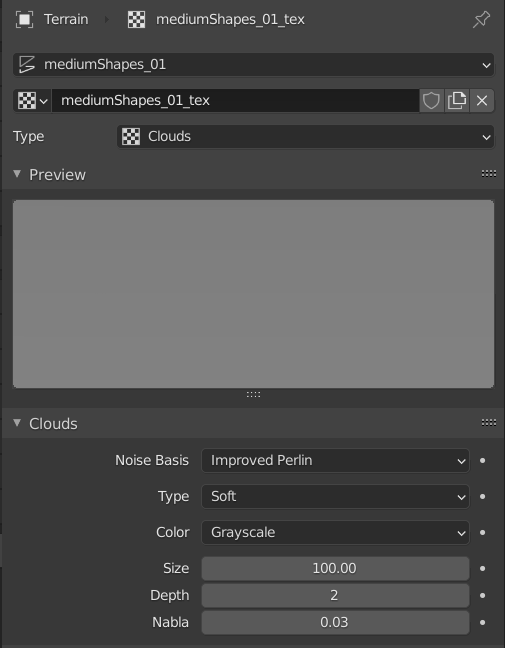 Terrain mediumShapes_01_tex
mediumShapes_01
mediumShapes_01_tex
Type Clouds
Preview
Clouds
Noise Basis Improved Perlin
Type Soft
Color Grayscale
Size 100.00
Depth 2
Nabla 0.03